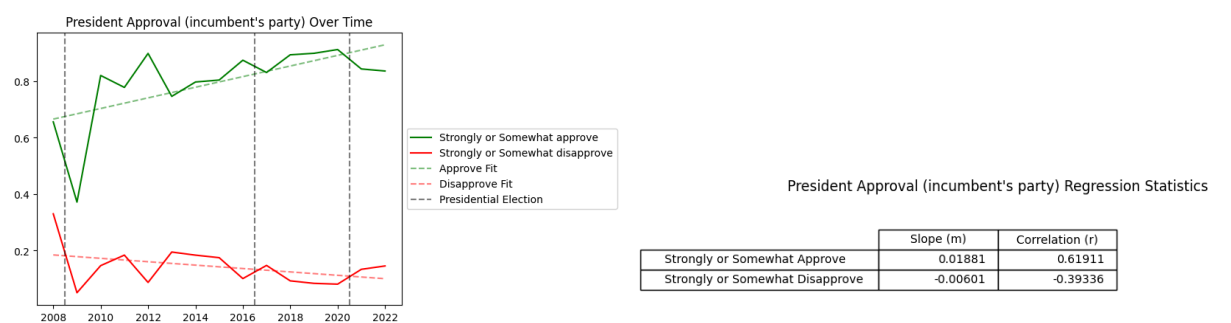 President Approval (incumbent's party) Over Time
0.8
0.6
0.4
0.2
2008 2010 2012 2014 2016 2018 2020 2022
Strongly or Somewhat approve
Strongly or Somewhat disapprove
Approve Fit
Disapprove Fit
Presidential Election
President Approval (incumbent's party) Regression Statistics
Slope (m) Correlation (r)
Strongly or Somewhat Approve 0.01881 0.61911
Strongly or Somewhat Disapprove -0.00601 -0.39336